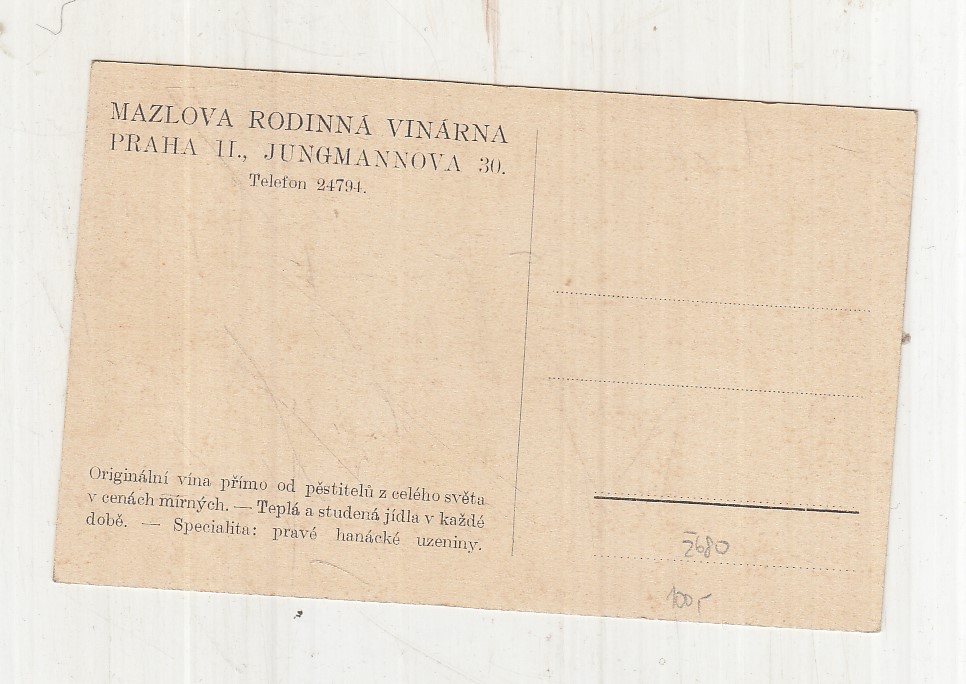 MAZLOVA RODINNÁ VINÁRNA
PRAHA II., JUNGMANNOVA 30.
Telefon 24794.
Originální vína přímo od pěstitelů z celého světa
v cenách mírných. — Teplá a studená jídla v každé
době. — Specialita: pravé hanácké uzeniny.
2680
100,-